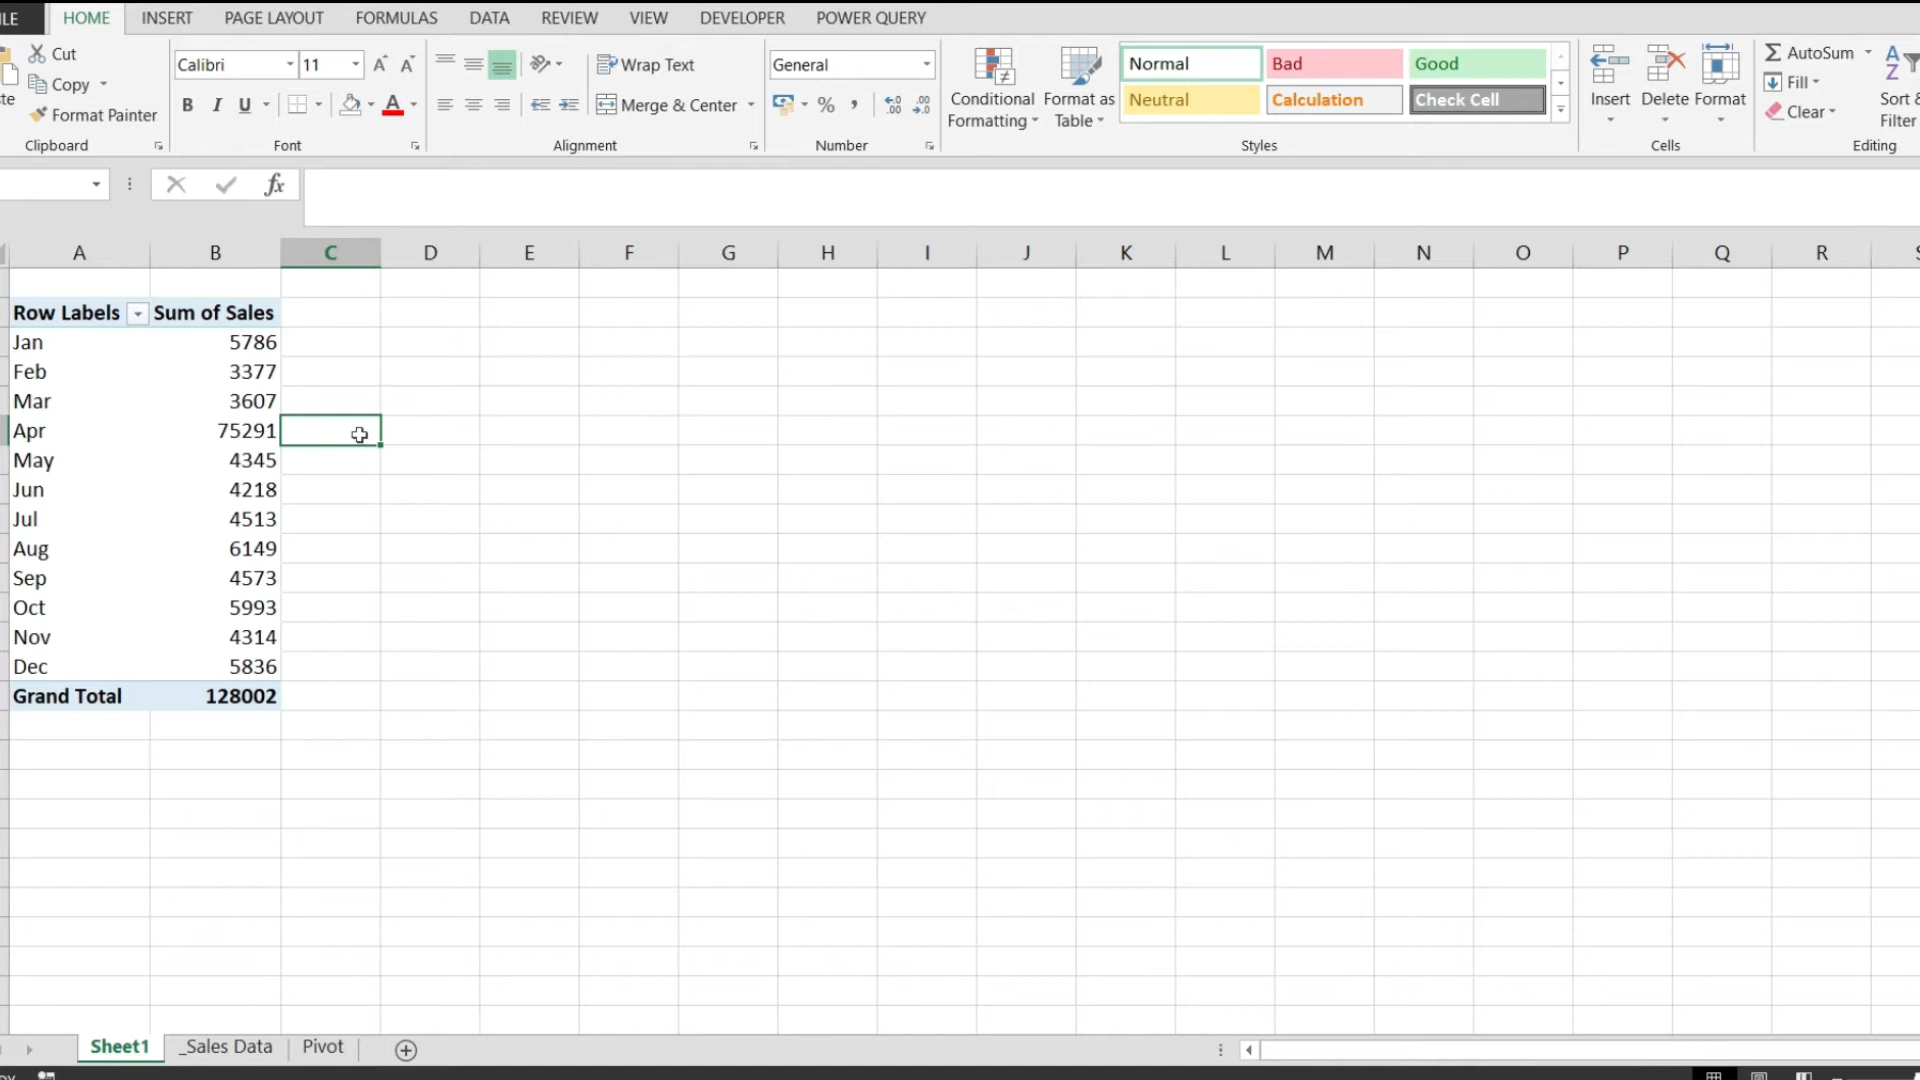 HOME INSERT PAGE LAYOUT FORMULAS DATA REVIEW VIEW DEVELOPER POWER QUERY
Cut
Copy
Format Painter
Clipboard
Calibri 11
B I U A
Font
Wrap Text
Merge & Center
Alignment
General
%
Number
Conditional Formatting
Format as Table
Normal Bad Good
Neutral Calculation Check Cell
Styles
Insert Delete Format
Cells
AutoSum
Fill
Clear
Sort &
Filter
Editing
fx
A B C D E F G H I J K L M N O P Q R
Row Labels Sum of Sales
Jan 5786
Feb 3377
Mar 3607
Apr 75291
May 4345
Jun 4218
Jul 4513
Aug 6149
Sep 4573
Oct 5993
Nov 4314
Dec 5836
Grand Total 128002
Sheet1 _Sales Data Pivot